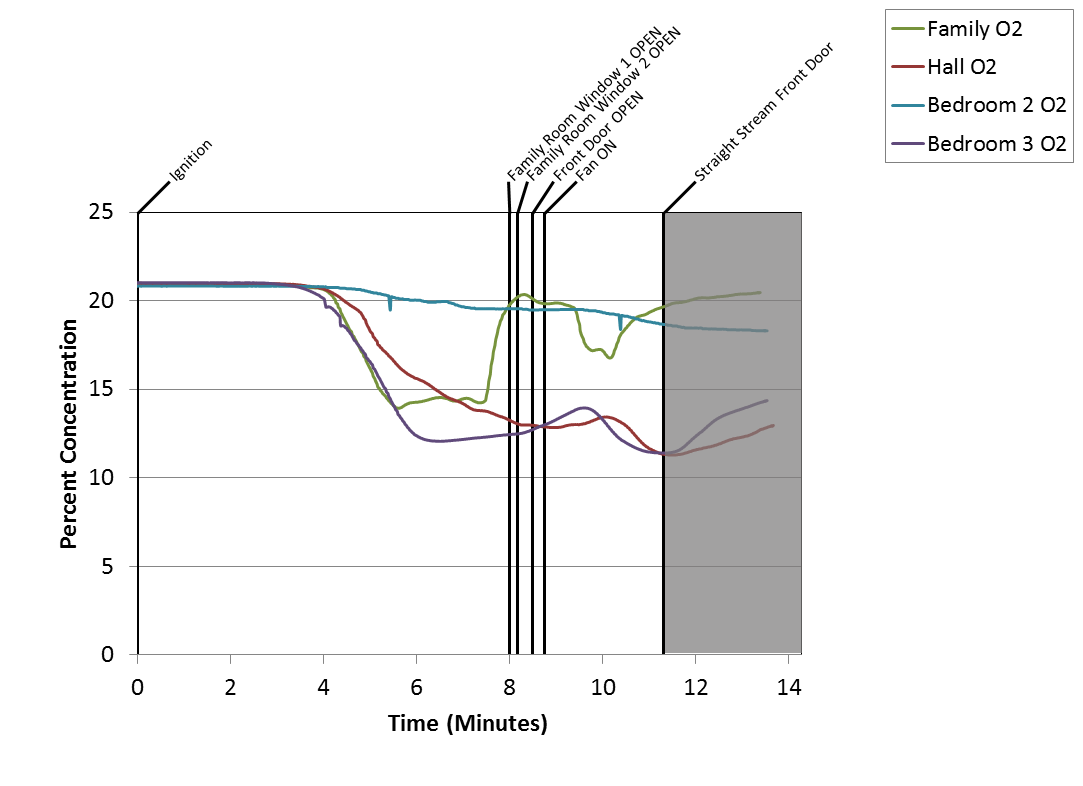 Family O2
Hall O2
Bedroom 2 O2
Bedroom 3 O2
Ignition
Family Room Window 1 OPEN
Family Room Window 2 OPEN
Front Door OPEN
Fan ON
Straight Stream Front Door
25
20
15
10
5
0
Percent Concentration
0 2 4 6 8 10 12 14
Time (Minutes)